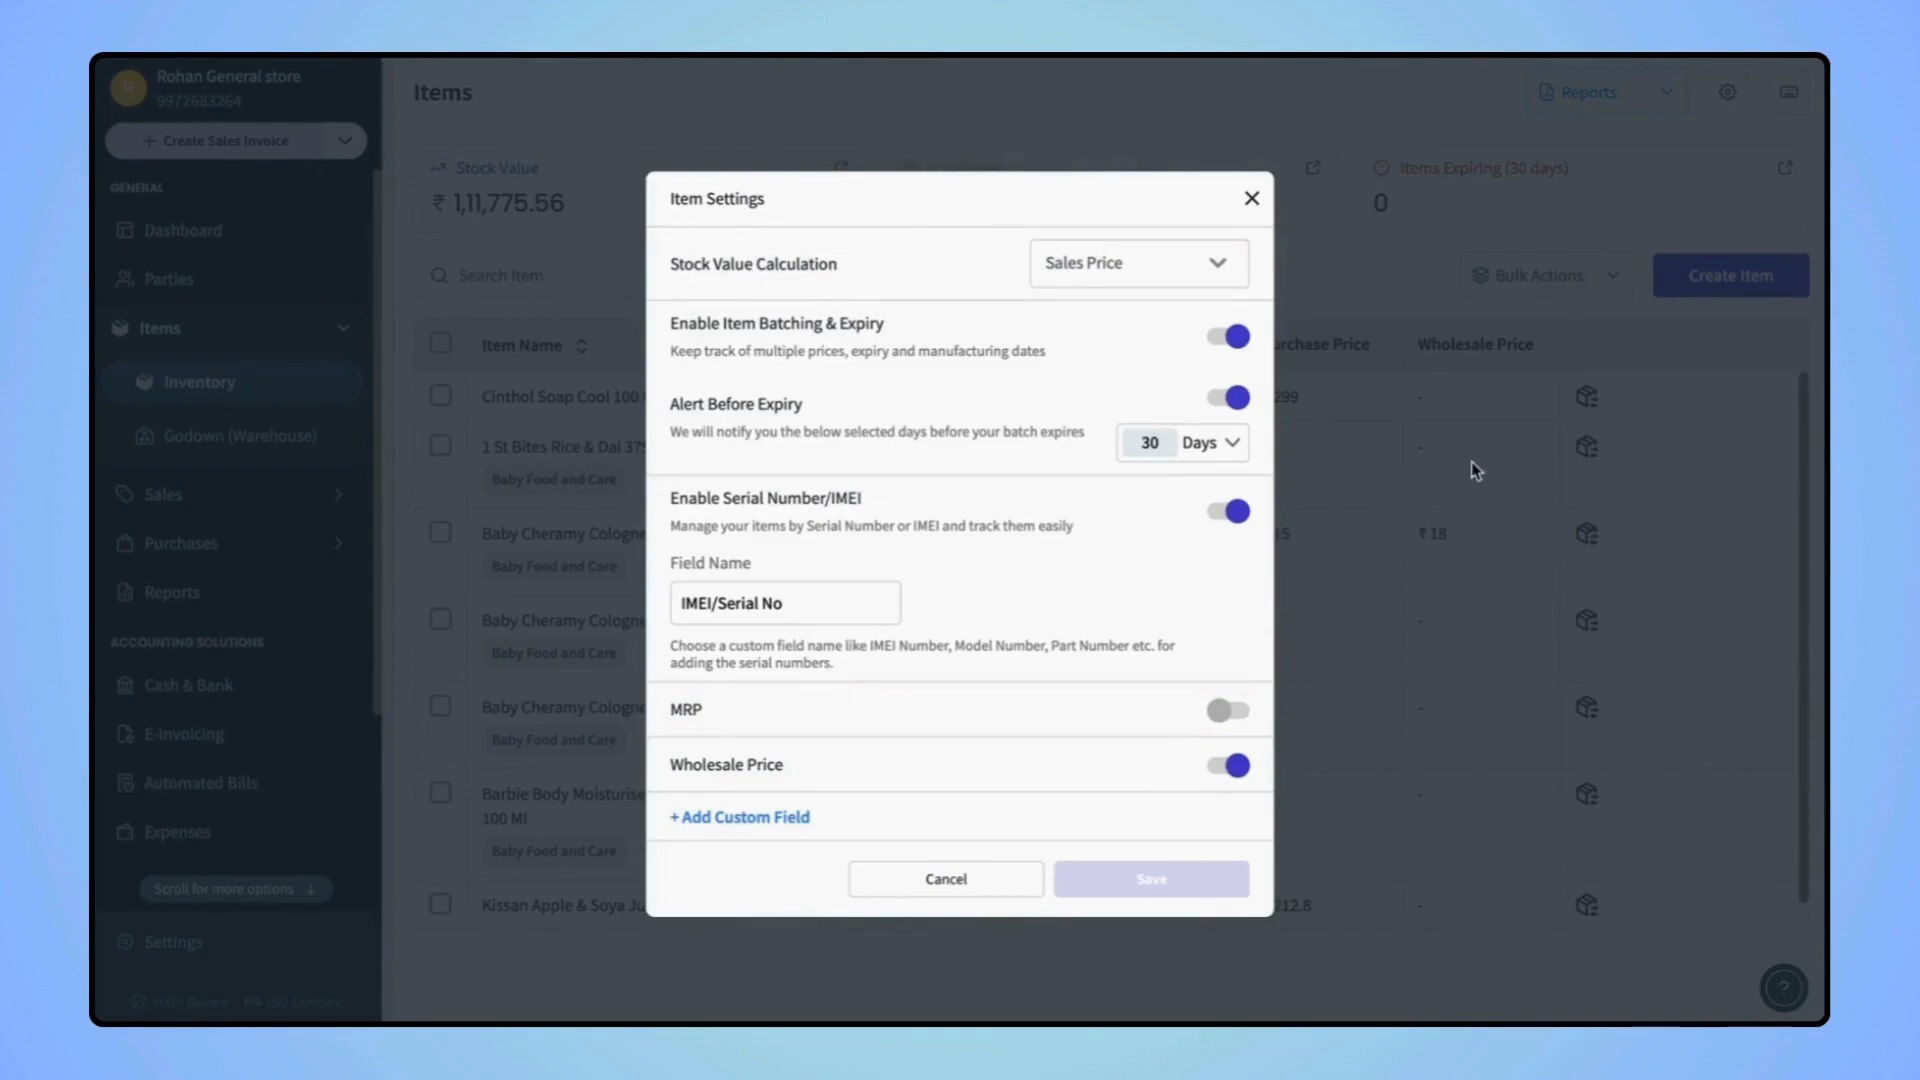 Rohan General store
9972683264
+ Create Sales Invoice
GENERAL
Dashboard
Parties
Items
Inventory
Godown (Warehouse)
Sales
Purchases
Reports
ACCOUNTING SOLUTIONS
Cash & Bank
E-Invoicing
Automated Bills
Expenses
Scroll for more options ↓
Settings
100% Secure
Items
Reports
Stock Value
₹ 1,11,775.56
Items Expiring (30 days)
0
Search Item
Bulk Actions
Create Item
Item Name
Wholesale Price
Cinthol Soap Cool 100
299
-
1 St Bites Rice & Dal
-
Baby Food and Care
Baby Cheramy Cologne
15
₹ 18
Baby Food and Care
Baby Cheramy Cologne
-
Baby Food and Care
Baby Cheramy Cologne
-
Baby Food and Care
Barbie Body Moisturise
100 Ml
-
Baby Food and Care
Kissan Apple & Soya Ju
212.8
-
Item Settings
Stock Value Calculation
Sales Price
Enable Item Batching & Expiry
Keep track of multiple prices, expiry and manufacturing dates
Alert Before Expiry
We will notify you the below selected days before your batch expires
30 Days
Enable Serial Number/IMEI
Manage your items by Serial Number or IMEI and track them easily
Field Name
IMEI/Serial No
Choose a custom field name like IMEI Number, Model Number, Part Number etc. for
adding the serial numbers.
MRP
Wholesale Price
+ Add Custom Field
Cancel
Save
?